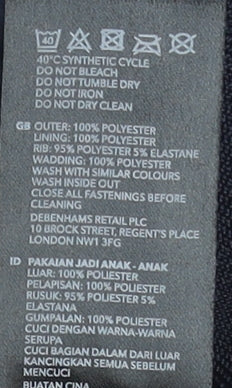 40
40°C SYNTHETIC CYCLE
DO NOT BLEACH
DO NOT TUMBLE DRY
DO NOT IRON
DO NOT DRY CLEAN
GB OUTER: 100% POLYESTER
LINING: 100% POLYESTER
RIB: 95% POLYESTER 5% ELASTANE
WADDING: 100% POLYESTER
WASH WITH SIMILAR COLOURS
WASH INSIDE OUT
CLOSE ALL FASTENINGS BEFORE
CLEANING
DEBENHAMS RETAIL PLC
10 BROCK STREET, REGENT'S PLACE
LONDON NW1 3FG
ID PAKAIAN JADI ANAK - ANAK
LUAR: 100% POLIESTER
PELAPISAN: 100% POLIESTER
RUSUK: 95% POLIESTER 5%
ELASTANA
GUMPALAN: 100% POLIESTER
CUCI DENGAN WARNA-WARNA
SERUPA
CUCI BAGIAN DALAM DARI LUAR
KANCINGKAN SEMUA SEBELUM
MENCUCI
BUATAN CINA